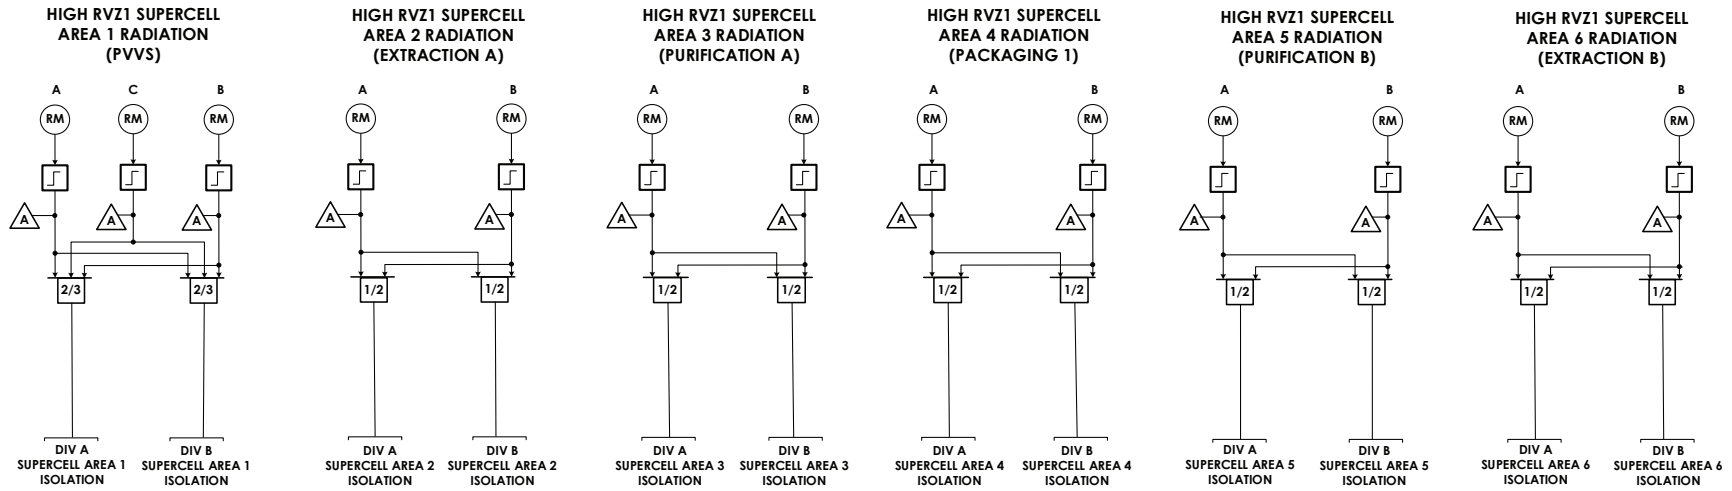 HIGH RVZ1 SUPERCELL
AREA 1 RADIATION
(PVVS)
A
C
B
RM
RM
RM
A
A
A
2/3
2/3
DIV A
SUPERCELL AREA 1
ISOLATION
DIV B
SUPERCELL AREA 1
ISOLATION
HIGH RVZ1 SUPERCELL
AREA 2 RADIATION
(EXTRACTION A)
A
B
RM
RM
A
A
1/2
1/2
DIV A
SUPERCELL AREA 2
ISOLATION
DIV B
SUPERCELL AREA 2
ISOLATION
HIGH RVZ1 SUPERCELL
AREA 3 RADIATION
(PURIFICATION A)
A
B
RM
RM
A
A
1/2
1/2
DIV A
SUPERCELL AREA 3
ISOLATION
DIV B
SUPERCELL AREA 3
ISOLATION
HIGH RVZ1 SUPERCELL
AREA 4 RADIATION
(PACKAGING 1)
A
B
RM
RM
A
A
1/2
1/2
DIV A
SUPERCELL AREA 4
ISOLATION
DIV B
SUPERCELL AREA 4
ISOLATION
HIGH RVZ1 SUPERCELL
AREA 5 RADIATION
(PURIFICATION B)
A
B
RM
RM
A
A
1/2
1/2
DIV A
SUPERCELL AREA 5
ISOLATION
DIV B
SUPERCELL AREA 5
ISOLATION
HIGH RVZ1 SUPERCELL
AREA 6 RADIATION
(EXTRACTION B)
A
B
RM
RM
A
A
1/2
1/2
DIV A
SUPERCELL AREA 6
ISOLATION
DIV B
SUPERCELL AREA 6
ISOLATION